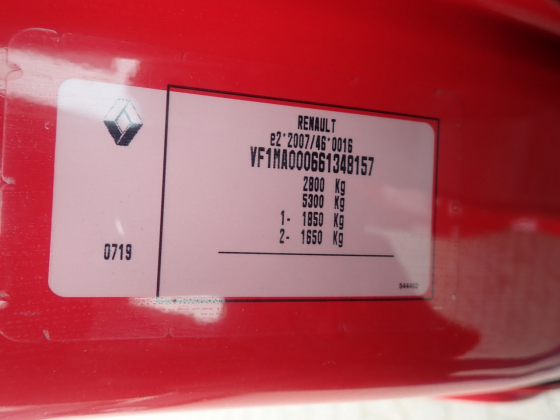 RENAULT
e2*2007/46*0016
VF1MA000661348157
2800 Kg
5300 Kg
1- 1850 Kg
2- 1650 Kg
0719